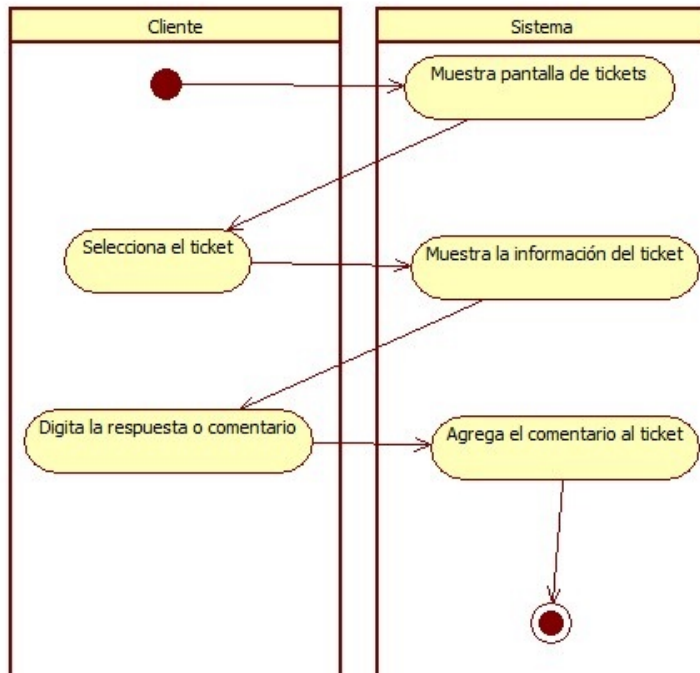 Cliente
Sistema
Muestra pantalla de tickets
Selecciona el ticket
Muestra la información del ticket
Digita la respuesta o comentario
Agrega el comentario al ticket